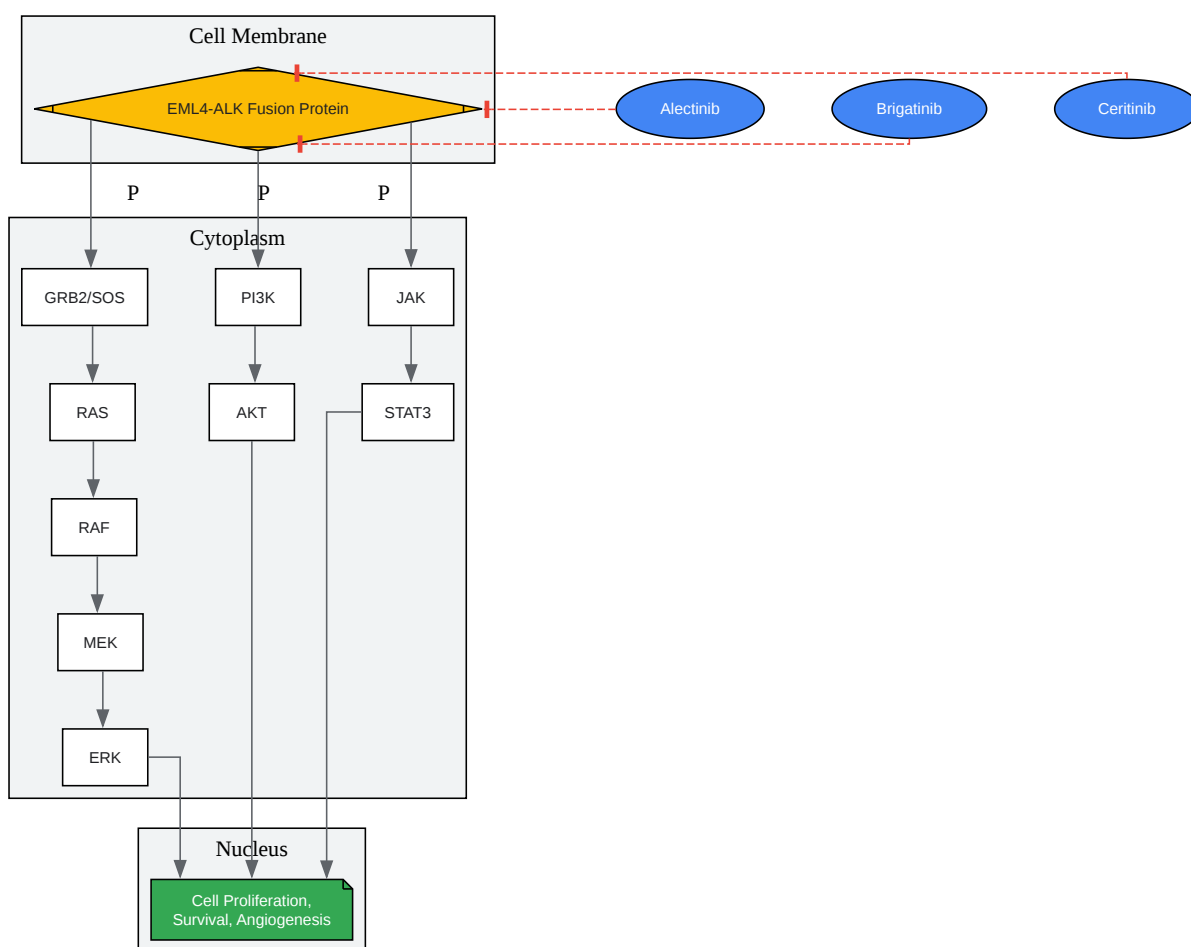 Cell Membrane
EML4-ALK Fusion Protein
Alectinib
Brigatinib
Ceritinib
P
P
P
Cytoplasm
GRB2/SOS
PI3K
JAK
RAS
AKT
STAT3
RAF
MEK
ERK
Nucleus
Cell Proliferation,
Survival, Angiogenesis